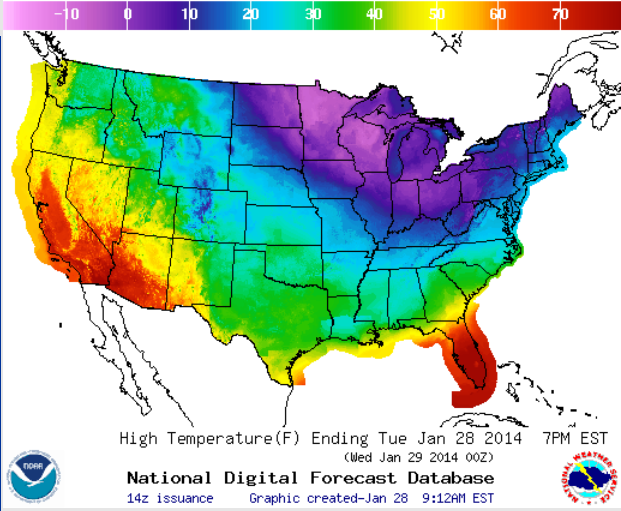 -10 0 10 20 30 40 50 60 70
High Temperature(F) Ending Tue Jan 28 2014 7PM EST
(Wed Jan 29 2014 00Z)
National Digital Forecast Database
14z issuance Graphic created-Jan 28 9:12AM EST
NOAA
NATIONAL WEATHER SERVICE